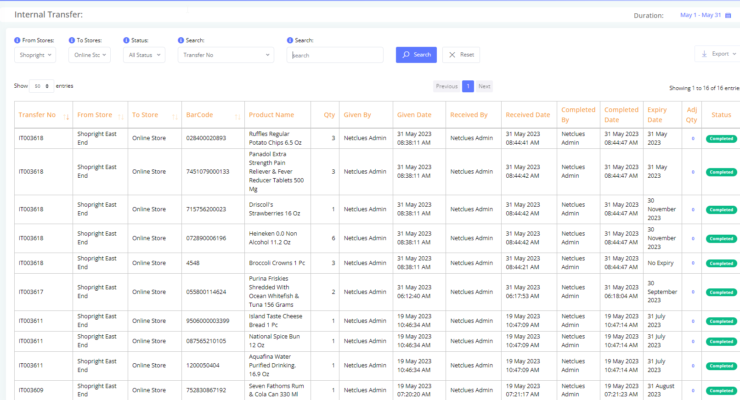 Internal Transfer:
Duration: May 1 - May 31
From Stores: To Stores: Status: Search: Search:
Shopright Online Sc All Status Transfer No search Search Reset Export
Show entries
Previous 1 Next
Showing 1 to 16 of 16 entrie
Transfer No From Store To Store BarCode Product Name Qty Given By Given Date Received By Received Date Completed By Completed Date Expiry Date Adj Qty Status
IT003618 Shopright East End Online Store 028400020893 Ruffles Regular Potato Chips 6.5 Oz 3 Netclues Admin 31 May 2023 08:38:11 AM Netclues Admin 31 May 2023 08:44:41 AM Netclues Admin 31 May 2023 08:44:47 AM 31 May 2023 Completed
IT003618 Shopright East End Online Store 7451079000133 Panadol Extra Strength Pain Reliever & Fever Reducer Tablets 500 Mg 3 Netclues Admin 31 May 2023 08:38:11 AM Netclues Admin 31 May 2023 08:44:42 AM Netclues Admin 31 May 2023 08:44:47 AM 31 May 2023 Completed
IT003618 Shopright East End Online Store 715756200023 Driscoll's Strawberries 16 Oz 1 Netclues Admin 31 May 2023 08:38:11 AM Netclues Admin 31 May 2023 08:44:42 AM Netclues Admin 31 May 2023 08:44:47 AM 30 November 2023 Completed
IT003618 Shopright East End Online Store 072890006196 Heineken 0.0 Non Alcohol 11.2 Oz 6 Netclues Admin 31 May 2023 08:38:11 AM Netclues Admin 31 May 2023 08:44:42 AM Netclues Admin 31 May 2023 08:44:47 AM 30 November 2023 Completed
IT003618 Shopright East End Online Store 4548 Broccoli Crowns 1 Pc 3 Netclues Admin 31 May 2023 08:38:11 AM Netclues Admin 31 May 2023 08:44:21 AM Netclues Admin 31 May 2023 08:44:47 AM No Expiry Completed
IT003617 Shopright East End Online Store 055800114624 Purina Friskies Shredded With Ocean Whitefish & Tuna 156 Grams 2 Netclues Admin 31 May 2023 06:12:40 AM Netclues Admin 31 May 2023 06:17:53 AM Netclues Admin 31 May 2023 06:18:04 AM 30 September 2023 Completed
IT003611 Shopright East End Online Store 9506000003399 Island Taste Cheese Bread 1 Pc 1 Netclues Admin 19 May 2023 10:46:34 AM Netclues Admin 19 May 2023 10:47:09 AM Netclues Admin 19 May 2023 10:47:14 AM 31 July 2023 Completed
IT003611 Shopright East End Online Store 087565210105 National Spice Bun 12 Oz 1 Netclues Admin 19 May 2023 10:46:34 AM Netclues Admin 19 May 2023 10:47:09 AM Netclues Admin 19 May 2023 10:47:14 AM 31 July 2023 Completed
IT003611 Shopright East End Online Store 1200050404 Aquafina Water Purified Drinking, 16.9 Oz 1 Netclues Admin 19 May 2023 10:46:34 AM Netclues Admin 19 May 2023 10:47:09 AM Netclues Admin 19 May 2023 10:47:14 AM 31 July 2023 Completed
IT003609 Shopright East End Online Store 752830867192 Seven Fathoms Rum & Cola Can 330 Ml 1 Netclues Admin 19 May 2023 07:20:20 AM Netclues Admin 19 May 2023 07:21:17 AM Netclues Admin 19 May 2023 07:21:23 AM 31 August 2023 Completed